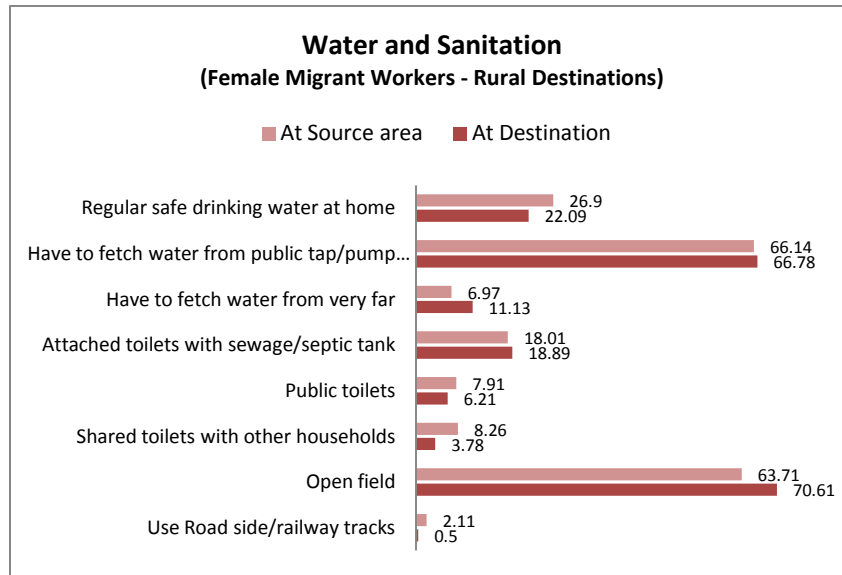 Water and Sanitation
(Female Migrant Workers - Rural Destinations)
At Source area At Destination
Regular safe drinking water at home 26.9
22.09
Have to fetch water from public tap/pump... 66.14
66.78
Have to fetch water from very far 6.97
11.13
Attached toilets with sewage/septic tank 18.01
18.89
Public toilets 7.91
6.21
Shared toilets with other households 8.26
3.78
Open field 63.71
70.61
Use Road side/railway tracks 2.11
0.5